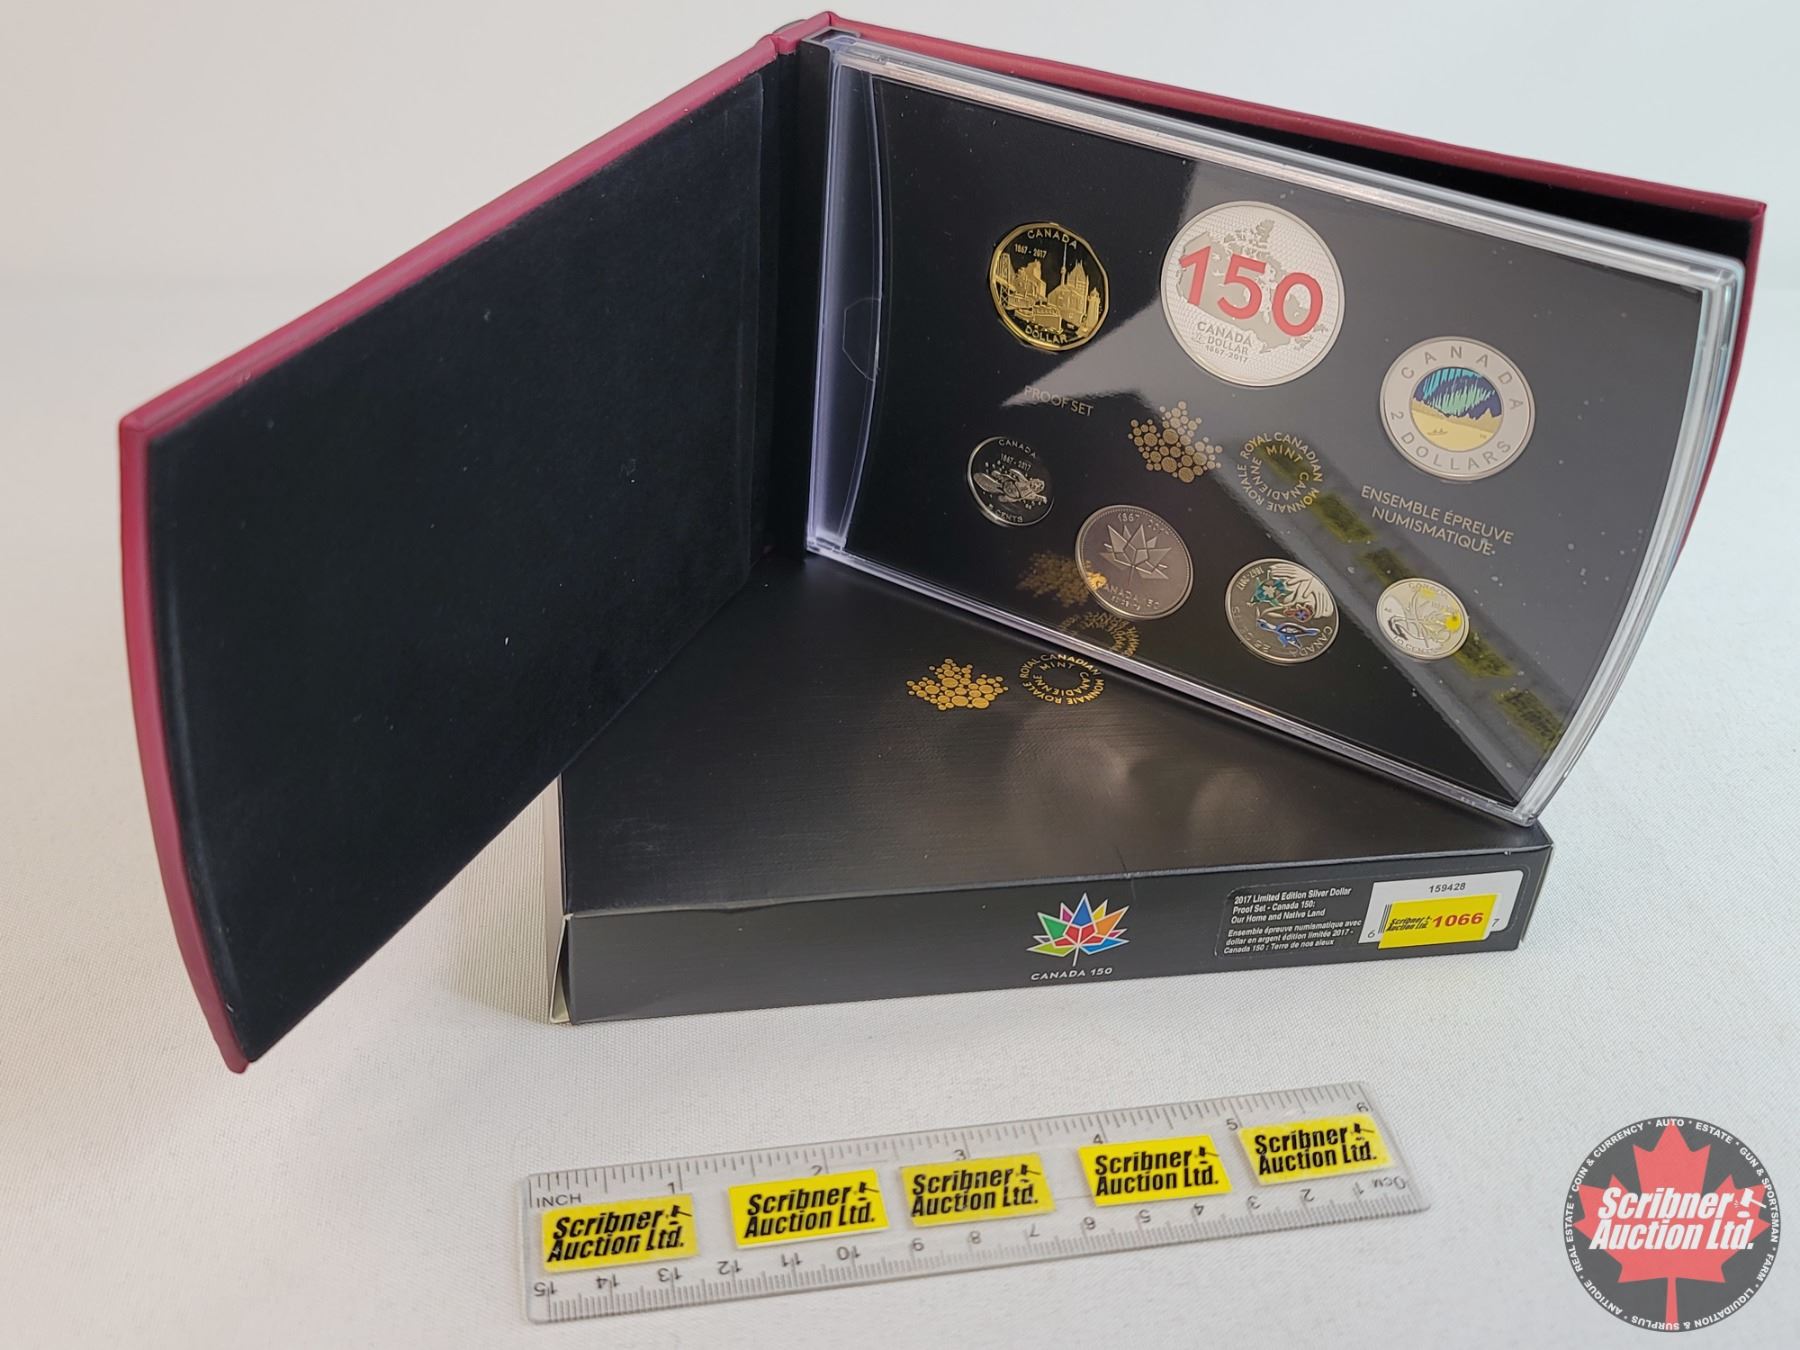 CANADA
1867 - 2017
DOLLAR
150
CANADA
DOLLAR
1867-2017
CANADA
2 DOLLARS
PROOF SET
ROYAL CANADIAN MINT
MONNAIE ROYALE CANADIENNE
ENSEMBLE ÉPREUVE
NUMISMATIQUE
CANADA
1867 - 2017
5 CENTS
CANADA 150
CANADA
ROYAL CANADIAN MINT
MONNAIE ROYALE CANADIENNE
CANADA 150
2017 Limited Edition Silver Dollar
Proof Set - Canada 150:
Our Home and Native Land
Ensemble épreuve numismatique avec
dollar en argent édition limitée 2017 -
Canada 150 : Terre de nos aïeux
159428
6
Scribner
Auction Ltd.
1066
7
INCH 1 2 3 4 5 6
Scribner
Auction Ltd.
Scribner
Auction Ltd.
Scribner
Auction Ltd.
Scribner
Auction Ltd.
Scribner
Auction Ltd.
15 14 13 12 11 10 9 8 7 6 5 4 3 2 1 0CM
COIN & CURRENCY * AUTO * ESTATE * GUN & SPORTSMAN * FARM * LIQUIDATION & SURPLUS * ANTIQUE * REAL ESTATE *
Scribner
Auction Ltd.